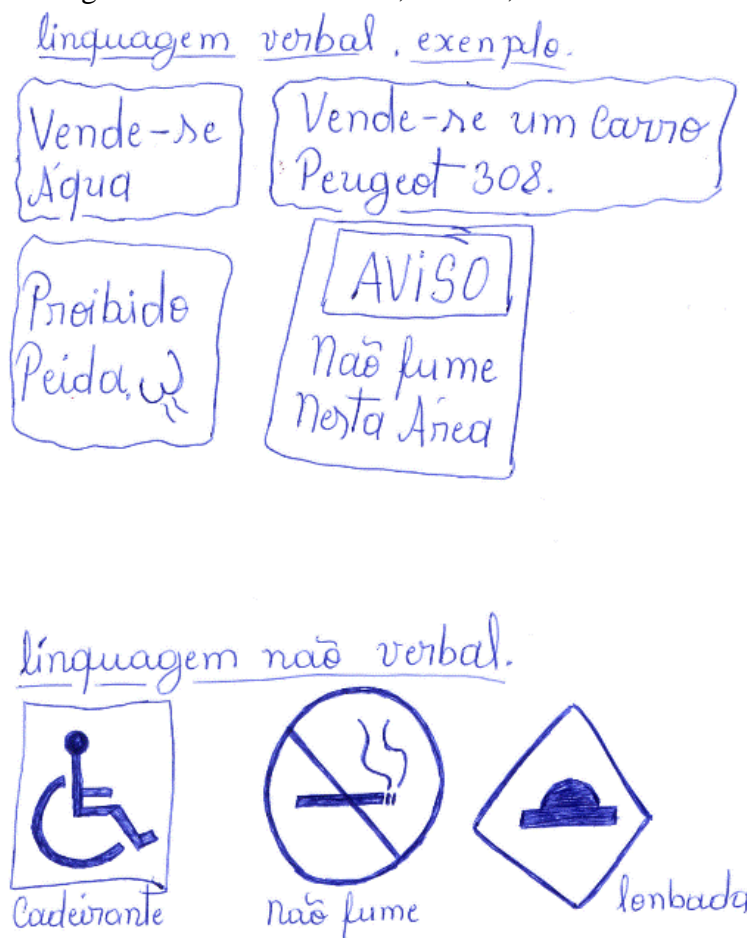 linguagem verbal, exenplo.
Vende-se
Água
Vende-se um Carro
Peugeot 308.
Proibido
Peida.
AViSO
Não fume
Nesta Área
linguagem não verbal.
Cadeirante
não fume
lonbada